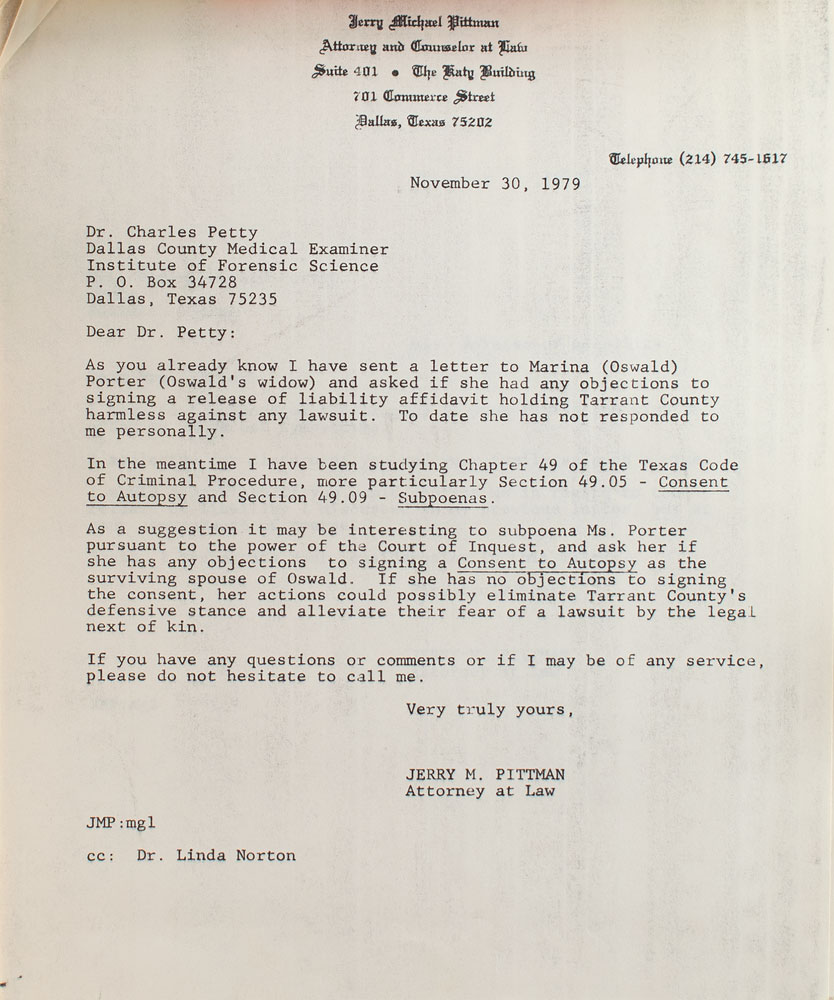 Jerry Michael Pittman
Attorney and Counselor at Law
Suite 401 • The Katy Building
701 Commerce Street
Dallas, Texas 75202
Telephone (214) 745-1617
November 30, 1979
Dr. Charles Petty
Dallas County Medical Examiner
Institute of Forensic Science
P. O. Box 34728
Dallas, Texas 75235
Dear Dr. Petty:
As you already know I have sent a letter to Marina (Oswald)
Porter (Oswald's widow) and asked if she had any objections to
signing a release of liability affidavit holding Tarrant County
harmless against any lawsuit.  To date she has not responded to
me personally.
In the meantime I have been studying Chapter 49 of the Texas Code
of Criminal Procedure, more particularly Section 49.05 - Consent
to Autopsy and Section 49.09 - Subpoenas.
As a suggestion it may be interesting to subpoena Ms. Porter
pursuant to the power of the Court of Inquest, and ask her if
she has any objections  to signing a Consent to Autopsy as the
surviving spouse of Oswald.  If she has no objections to signing
the consent, her actions could possibly eliminate Tarrant County's
defensive stance and alleviate their fear of a lawsuit by the legal
next of kin.
If you have any questions or comments or if I may be of any service,
please do not hesitate to call me.
Very truly yours,
JERRY M. PITTMAN
Attorney at Law
JMP:mgl
cc:  Dr. Linda Norton